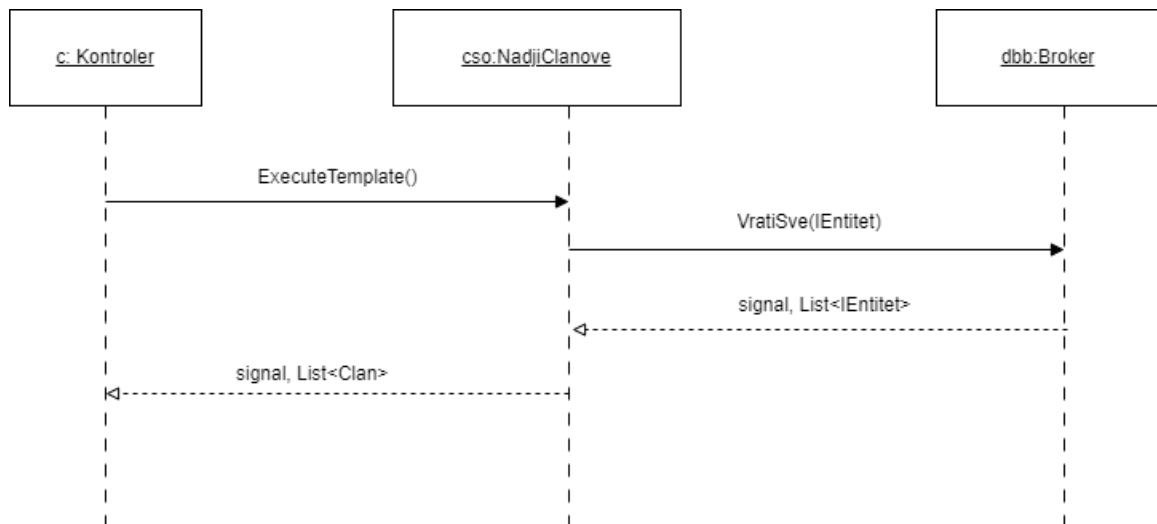 c: Kontroler
cso:NadjiClanove
dbb:Broker
ExecuteTemplate()
VratiSve(IEntitet)
signal, List<IEntitet>
signal, List<Clan>